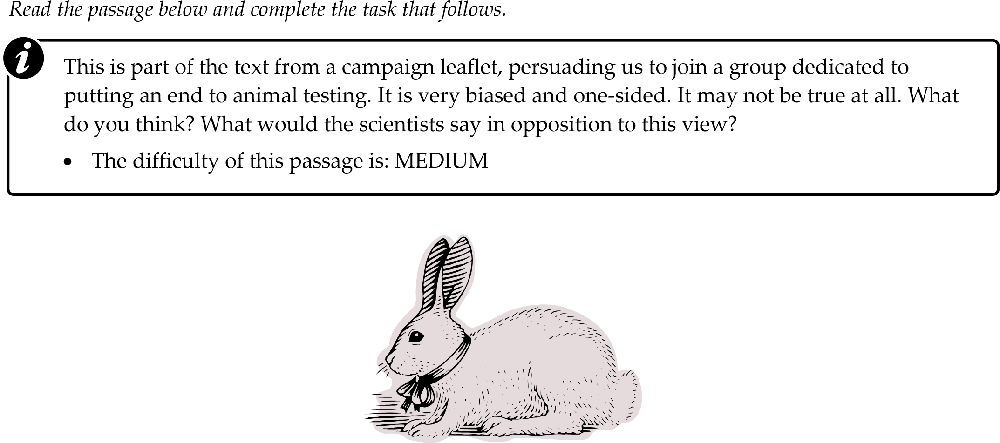 Read the passage below and complete the task that follows.
i
This is part of the text from a campaign leaflet, persuading us to join a group dedicated to
putting an end to animal testing. It is very biased and one-sided. It may not be true at all. What
do you think? What would the scientists say in opposition to this view?
• The difficulty of this passage is: MEDIUM